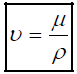 υ = μ / ρ